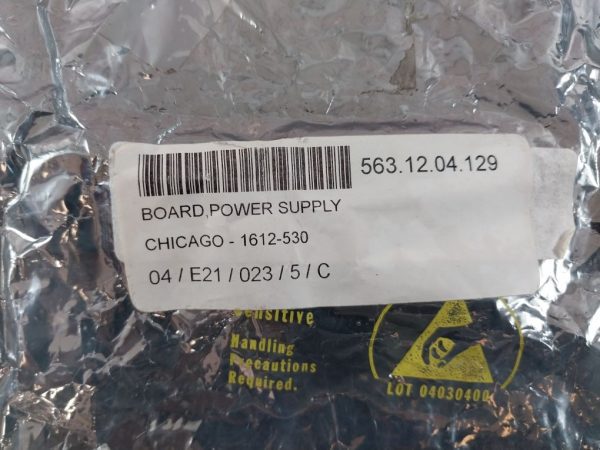 563.12.04.129
BOARD,POWER SUPPLY
CHICAGO - 1612-530
04 / E21 / 023 / 5 / C
Sensitive
Handling
Precautions
Required.
LOT 04030400